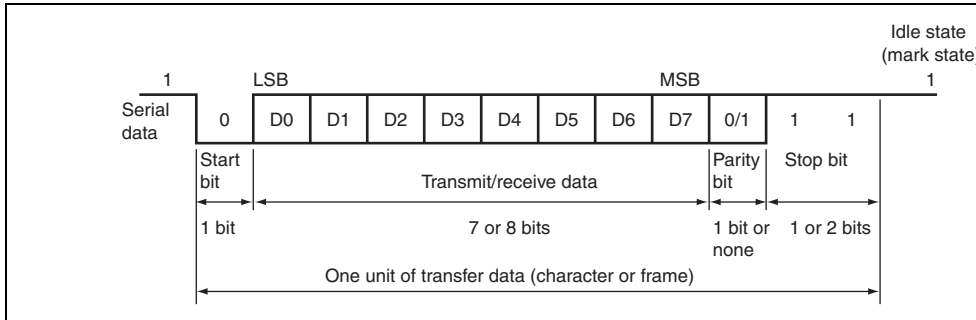 Idle state
(mark state)
1 LSB MSB 1
Serial
data
0 D0 D1 D2 D3 D4 D5 D6 D7 0/1 1 1
Start
bit
Transmit/receive data
Parity
bit
Stop bit
1 bit
7 or 8 bits
1 bit or
none
1 or 2 bits
One unit of transfer data (character or frame)